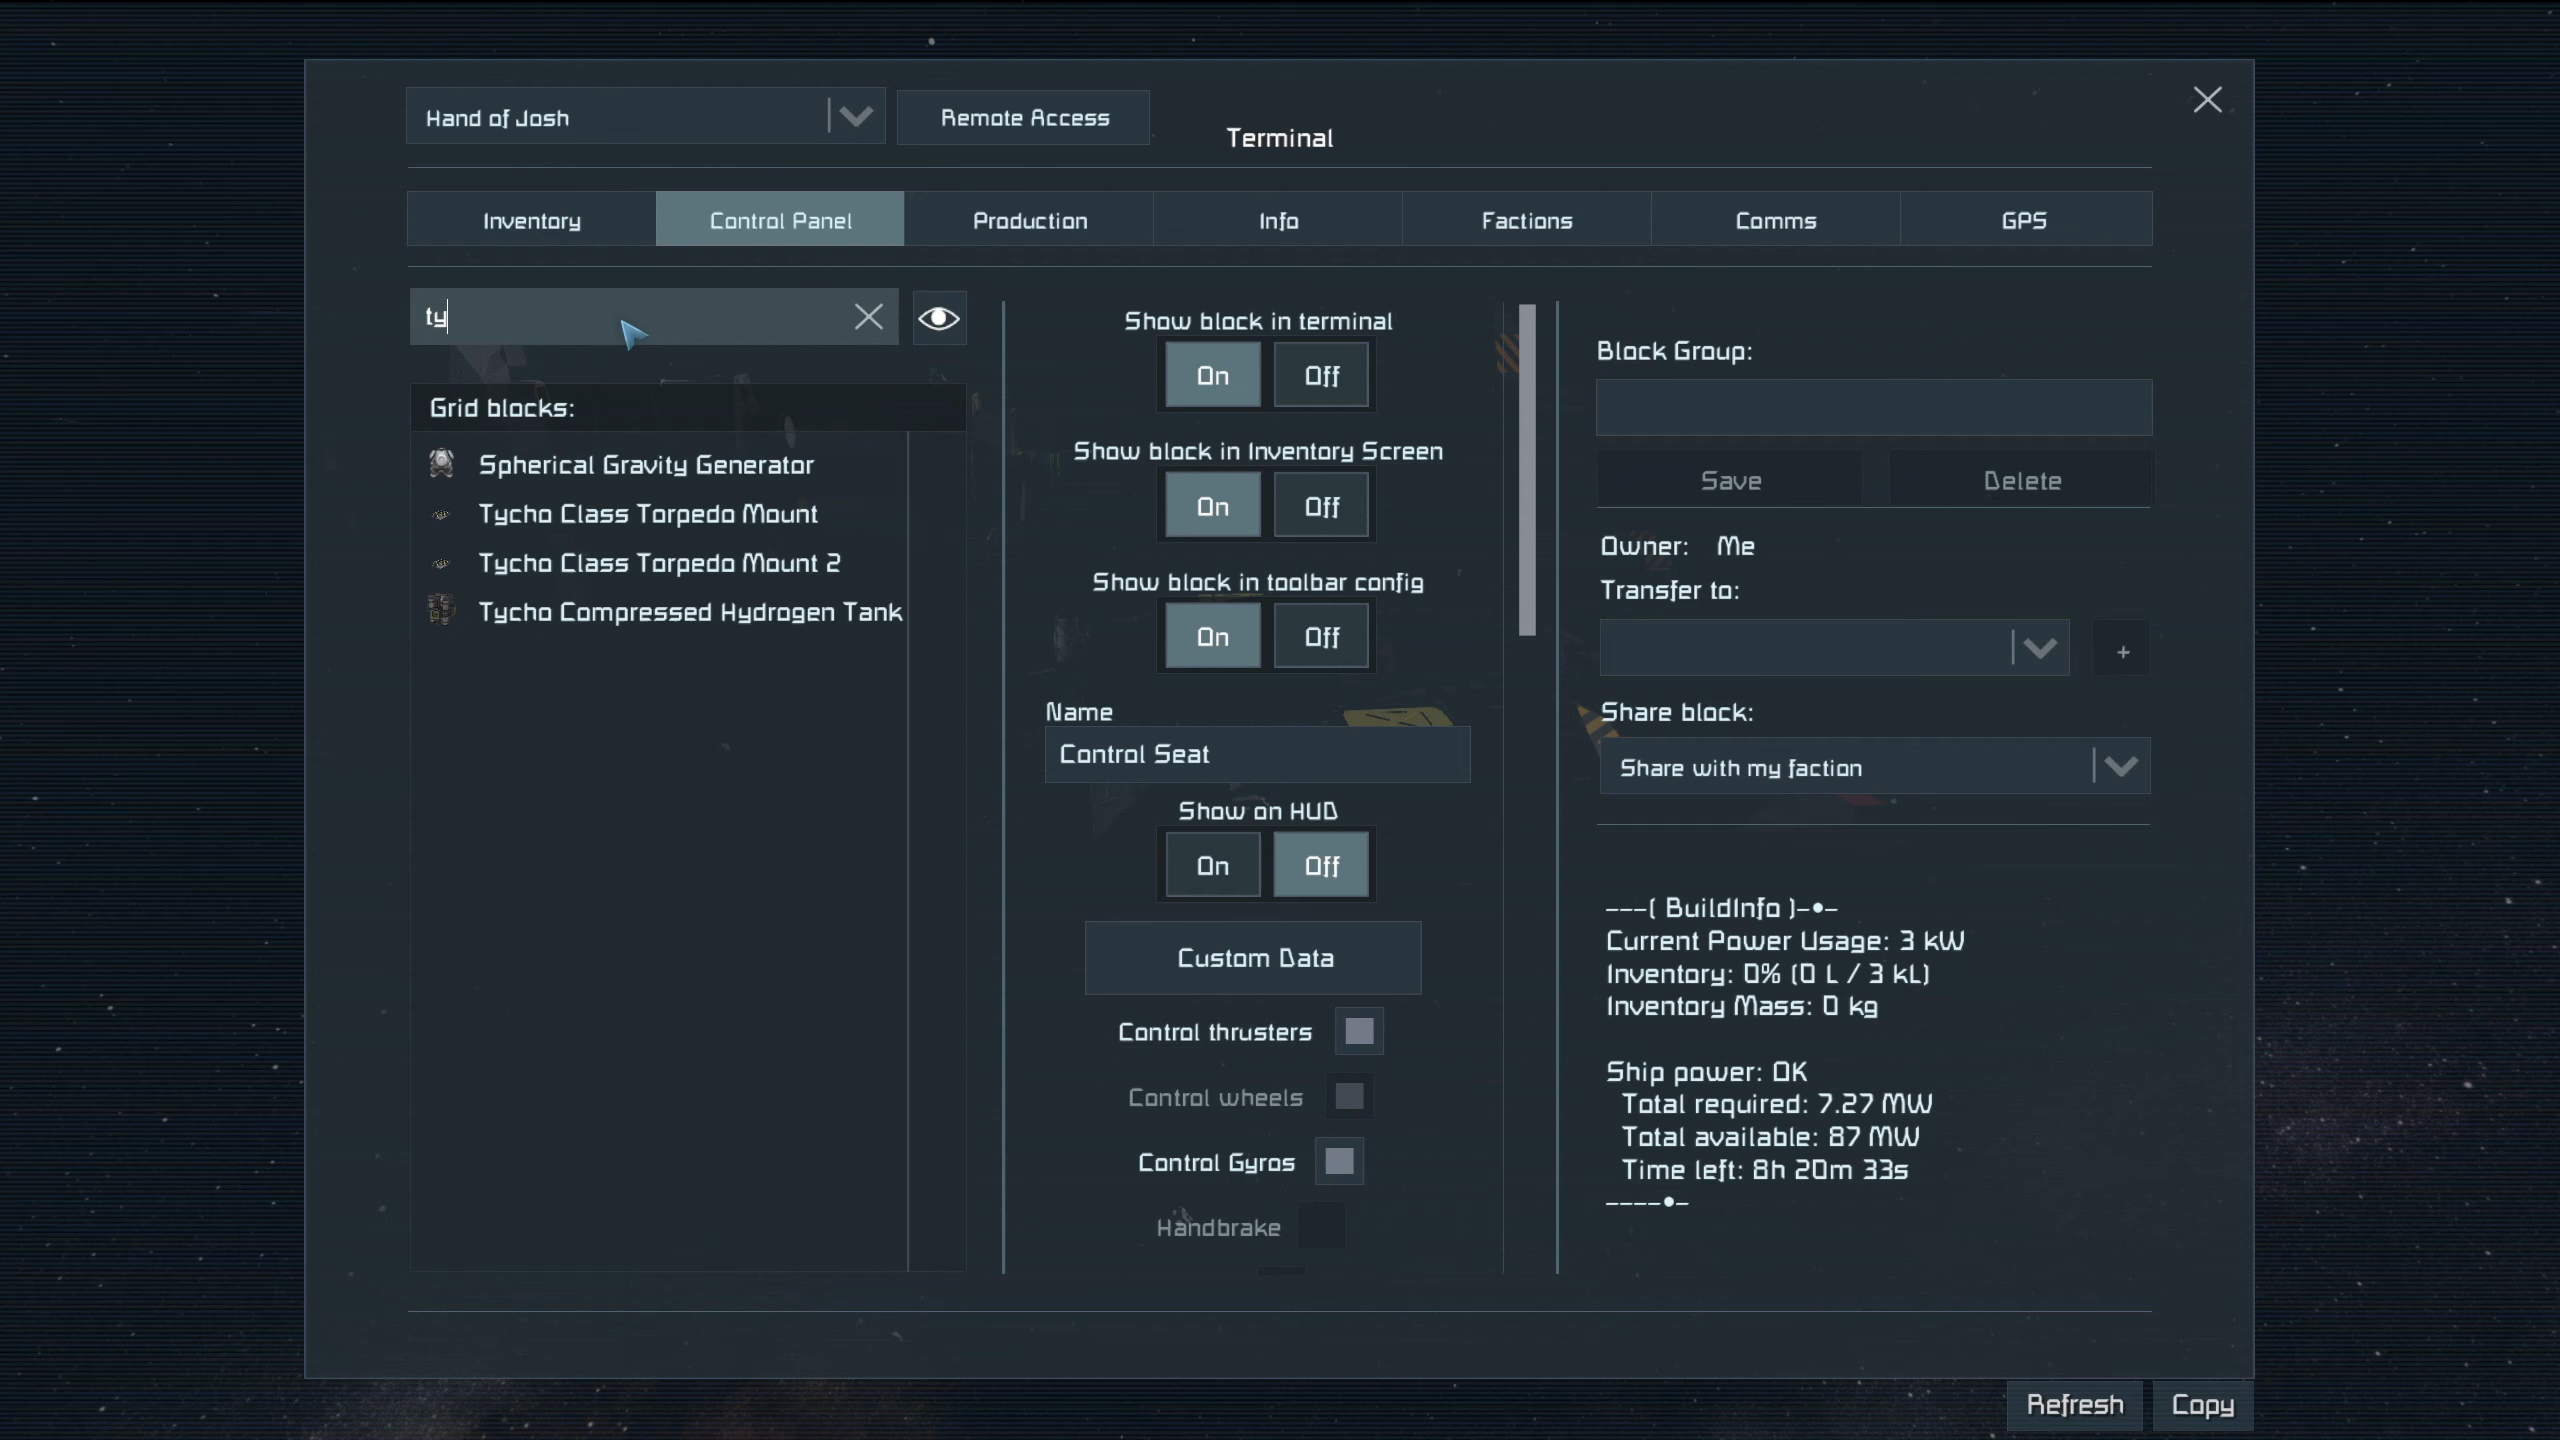 Hand of Josh
Remote Access
Terminal
Inventory
Control Panel
Production
Info
Factions
Comms
GPS
ty
Grid blocks:
Spherical Gravity Generator
Tycho Class Torpedo Mount
Tycho Class Torpedo Mount 2
Tycho Compressed Hydrogen Tank
Show block in terminal
On Off
Show block in Inventory Screen
On Off
Show block in toolbar config
On Off
Name
Control Seat
Show on HUD
On Off
Custom Data
Control thrusters
Control wheels
Control Gyros
Handbrake
Block Group:
Save Delete
Owner: Me
Transfer to:
+
Share block:
Share with my faction
---( BuildInfo )-•-
Current Power Usage: 3 kW
Inventory: 0% (0 L / 3 kL)
Inventory Mass: 0 kg
Ship power: OK
Total required: 7.27 MW
Total available: 87 MW
Time left: 8h 20m 33s
----•-
Refresh Copy